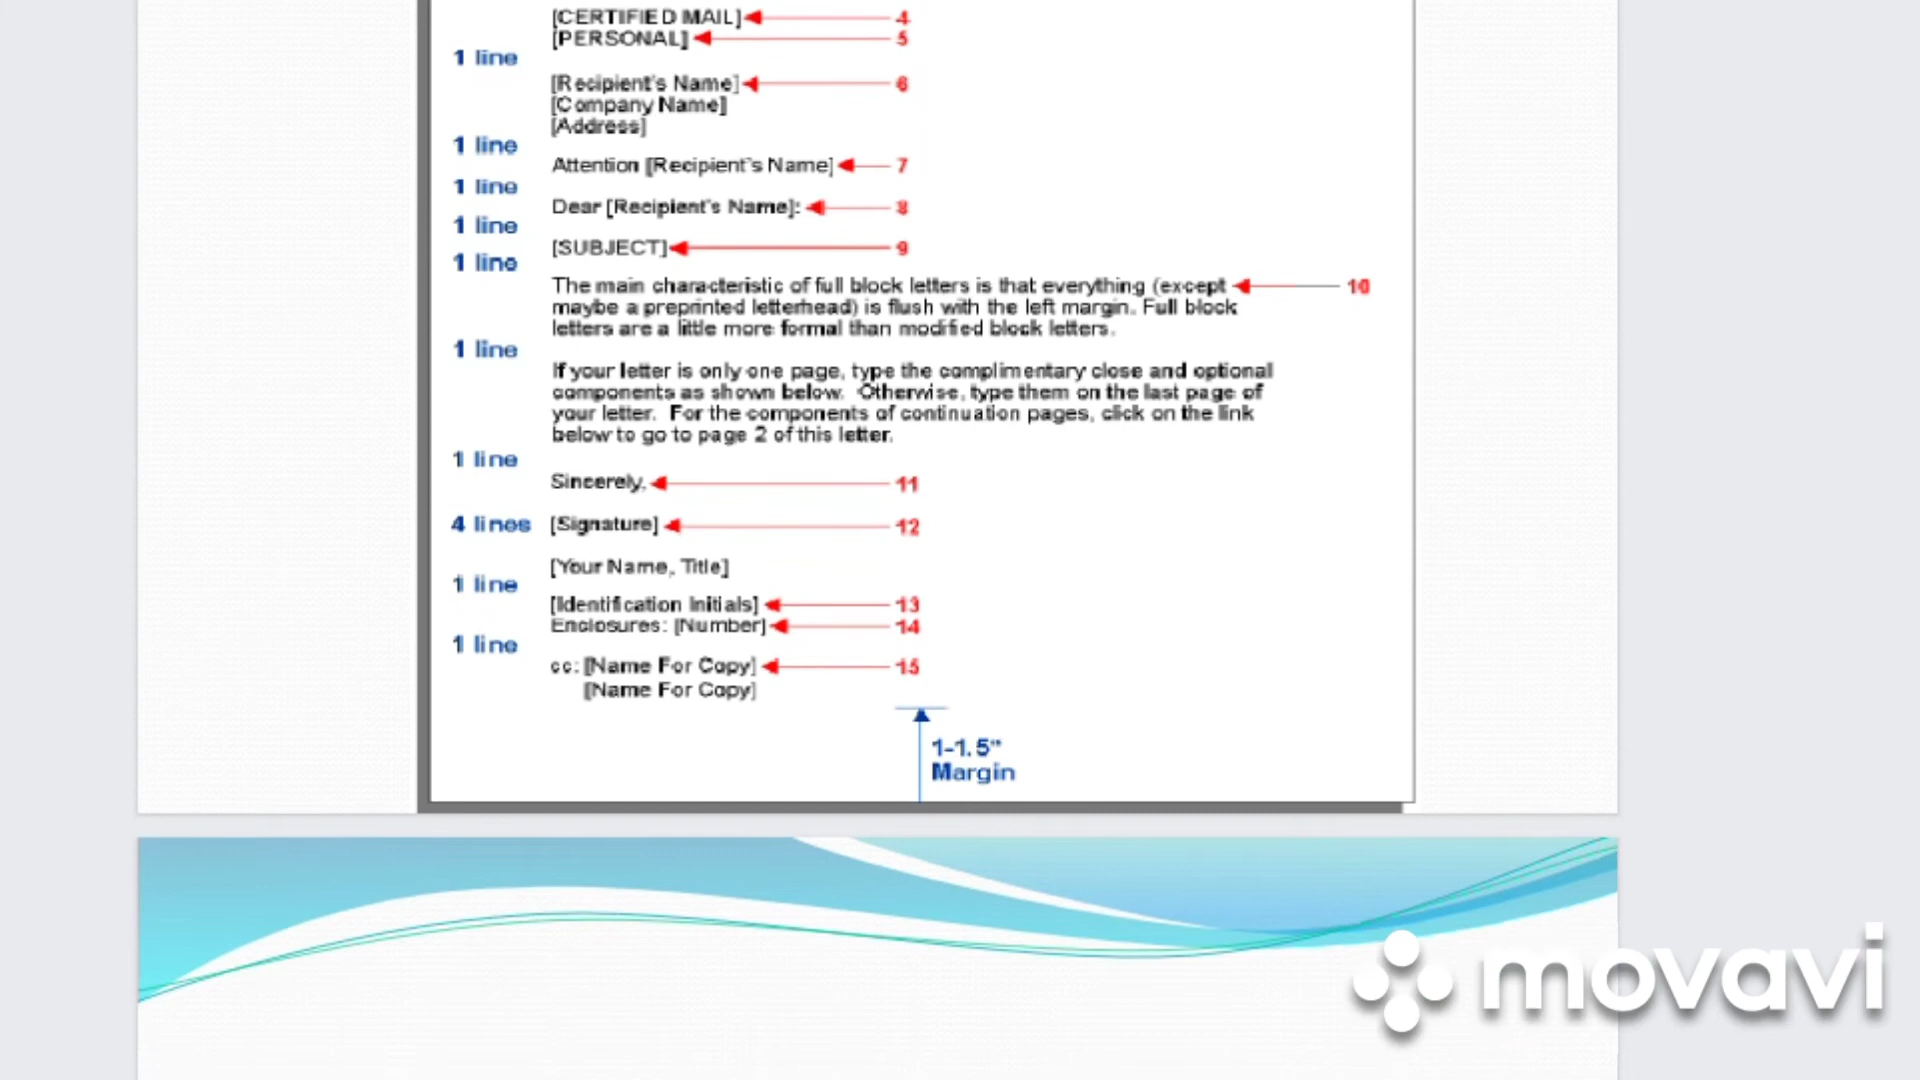 [CERTIFIED MAIL] 4
[PERSONAL] 5
1 line
[Recipient's Name] 6
[Company Name]
[Address]
1 line
Attention [Recipient's Name] 7
1 line
Dear [Recipient's Name]: 8
1 line
[SUBJECT] 9
1 line
The main characteristic of full block letters is that everything (except 10
maybe a preprinted letterhead) is flush with the left margin. Full block
letters are a little more formal than modified block letters.
1 line
If your letter is only one page, type the complimentary close and optional
components as shown below. Otherwise, type them on the last page of
your letter. For the components of continuation pages, click on the link
below to go to page 2 of this letter.
1 line
Sincerely, 11
4 lines [Signature] 12
[Your Name, Title]
1 line
[Identification Initials] 13
Enclosures: [Number] 14
1 line
cc: [Name For Copy] 15
[Name For Copy]
1-1.5"
Margin
movavi